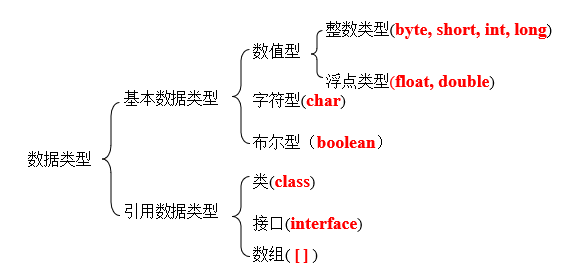 整数类型(byte, short, int, long)
数值型
浮点类型(float, double)
基本数据类型
字符型(char)
布尔型（boolean）
数据类型
类(class)
引用数据类型
接口(interface)
数组( [ ] )